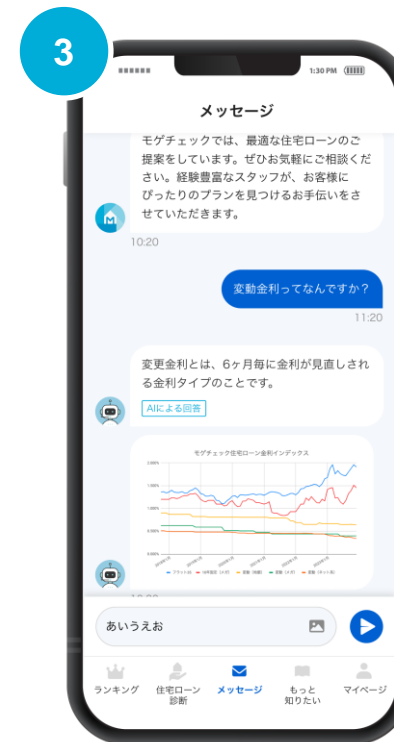 3
1:30 PM
メッセージ
モゲチェックでは、最適な住宅ローンのご
提案をしています。ぜひお気軽にご相談くだ
さい。経験豊富なスタッフが、お客様に
ぴったりのプランを見つけるお手伝いをさ
せていただきます。
10:20
変動金利ってなんですか？
11:20
変更金利とは、6ヶ月毎に金利が見直しされ
る金利タイプのことです。
AIによる回答
モゲチェック住宅ローン金利インデックス
2.000%
1.500%
1.000%
0.500%
0.000%
あいうえお
ランキング
住宅ローン
診断
メッセージ
もっと
知りたい
マイページ